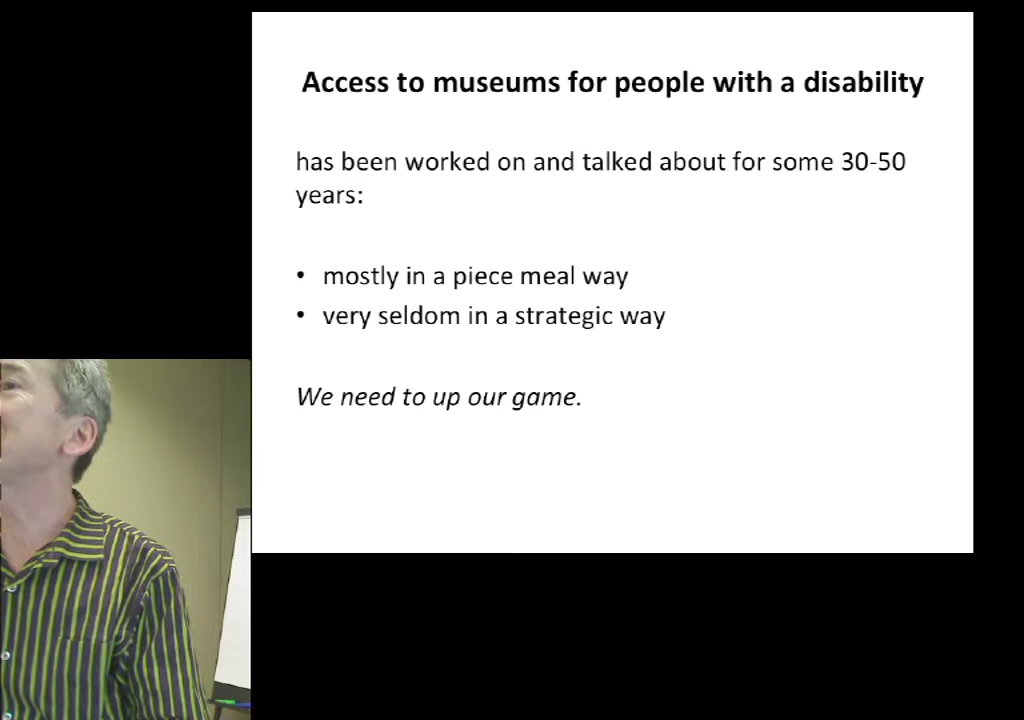 Access to museums for people with a disability
has been worked on and talked about for some 30-50
years:
• mostly in a piece meal way
• very seldom in a strategic way
We need to up our game.